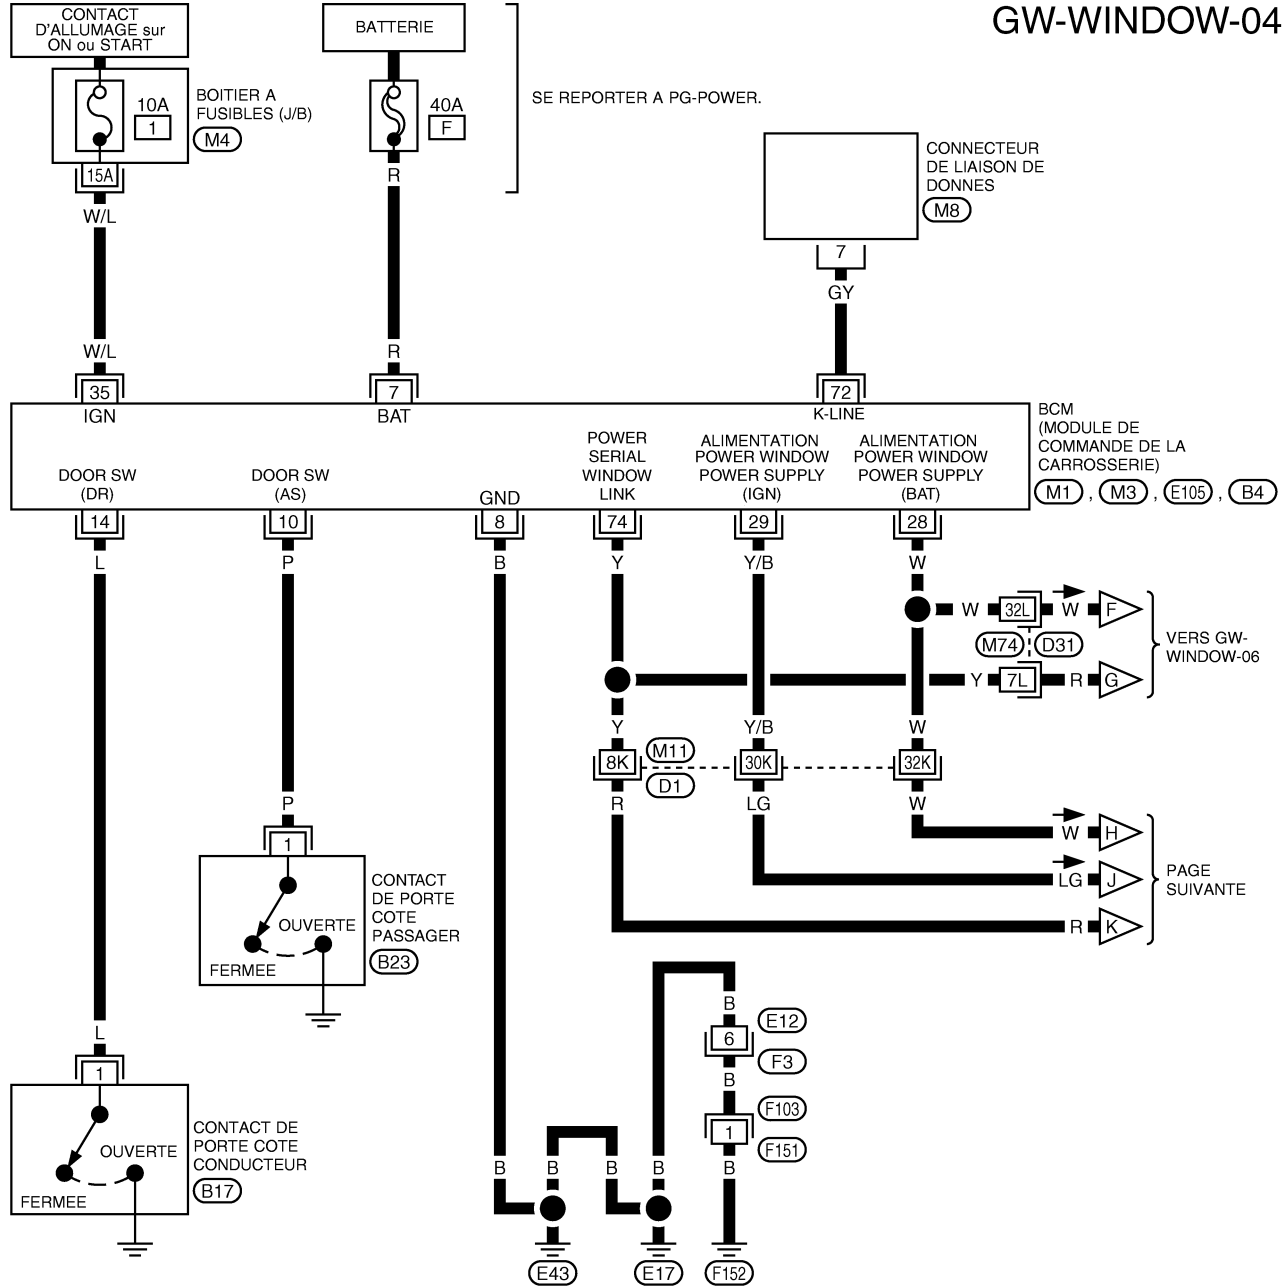 GW-WINDOW-04
CONTACT
D'ALLUMAGE sur
ON ou START
BATTERIE
10A
1
BOITIER A
FUSIBLES (J/B)
M4
40A
F
SE REPORTER A PG-POWER.
15A
W/L
R
CONNECTEUR
DE LIAISON DE
DONNES
M8
7
GY
W/L
R
35
7
72
IGN
BAT
K-LINE
BCM
(MODULE DE
COMMANDE DE LA
CARROSSERIE)
M1 , M3 , E105 , B4
DOOR SW
(DR)
DOOR SW
(AS)
GND
POWER
SERIAL
WINDOW
LINK
ALIMENTATION
POWER WINDOW
POWER SUPPLY
(IGN)
ALIMENTATION
POWER WINDOW
POWER SUPPLY
(BAT)
14
10
8
74
29
28
L
P
B
Y
Y/B
W
W
32L
W
F
M74
D31
Y
7L
R
G
VERS GW-
WINDOW-06
Y
Y/B
W
8K
M11
D1
30K
32K
R
LG
W
W
H
LG
J
R
K
PAGE
SUIVANTE
P
1
OUVERTE
FERMEE
CONTACT
DE PORTE
COTE
PASSAGER
B23
L
1
OUVERTE
FERMEE
CONTACT DE
PORTE COTE
CONDUCTEUR
B17
B
6
E12
F3
B
1
F103
F151
B
B
B
B
B
E43
E17
F152